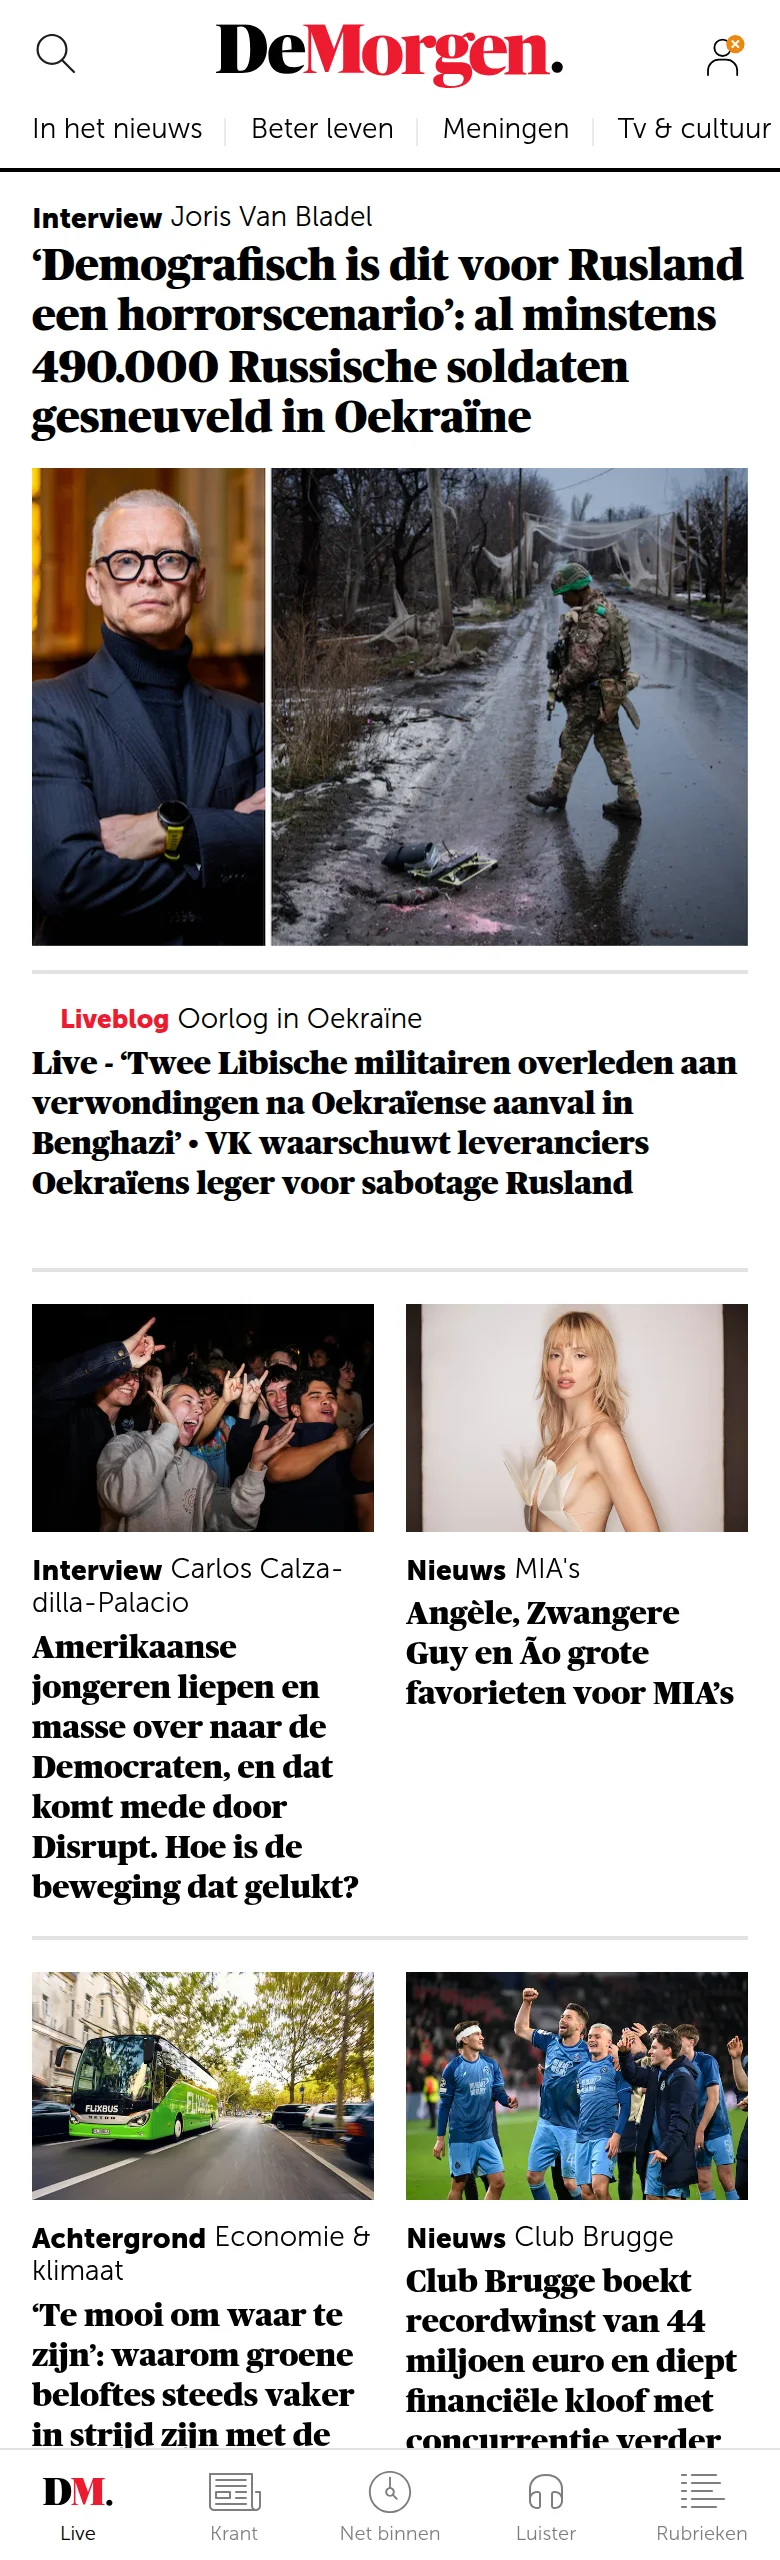 DeMorgen.
In het nieuws
Beter leven
Meningen
Tv & cultuur
Interview Joris Van Bladel
‘Demografisch is dit voor Rusland
een horrorscenario’: al minstens
490.000 Russische soldaten
gesneuveld in Oekraïne
Liveblog Oorlog in Oekraïne
Live - ‘Twee Libische militairen overleden aan
verwondingen na Oekraïense aanval in
Benghazi’ • VK waarschuwt leveranciers
Oekraïens leger voor sabotage Rusland
Interview Carlos Calza-
dilla-Palacio
Amerikaanse
jongeren liepen en
masse over naar de
Democraten, en dat
komt mede door
Disrupt. Hoe is de
beweging dat gelukt?
Nieuws MIA's
Angèle, Zwangere
Guy en Ão grote
favorieten voor MIA’s
FLIXBUS
Achtergrond Economie &
klimaat
‘Te mooi om waar te
zijn’: waarom groene
beloftes steeds vaker
in strijd zijn met de
Nieuws Club Brugge
Club Brugge boekt
recordwinst van 44
miljoen euro en diept
financiële kloof met
concurrentie verder
DM.
Live
Krant
Net binnen
Luister
Rubrieken